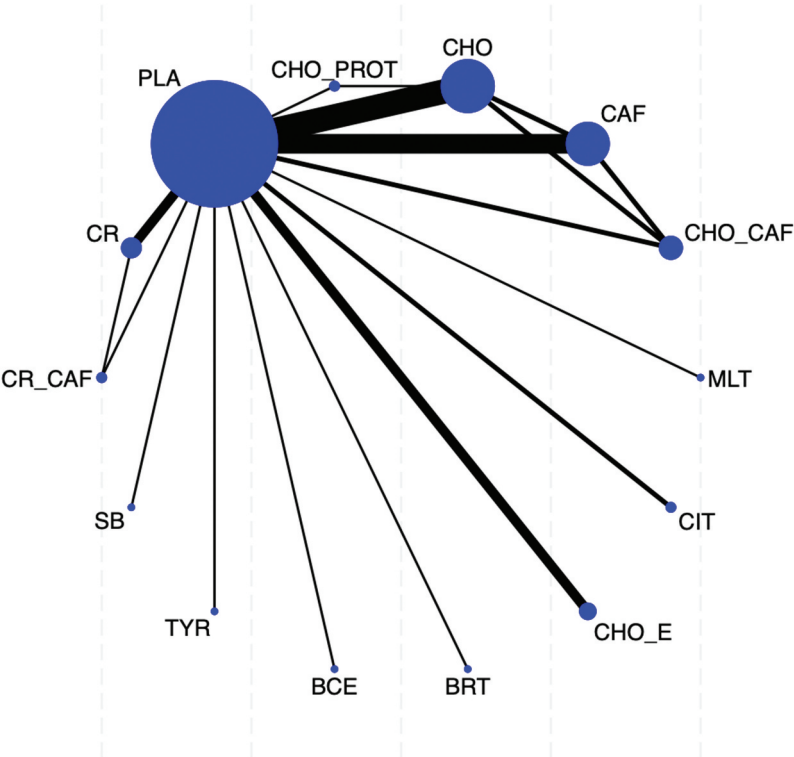 CHO
CHO_PROT
PLA
CAF
CR
CHO_CAF
CR_CAF
MLT
SB
CIT
TYR
CHO_E
BCE
BRT